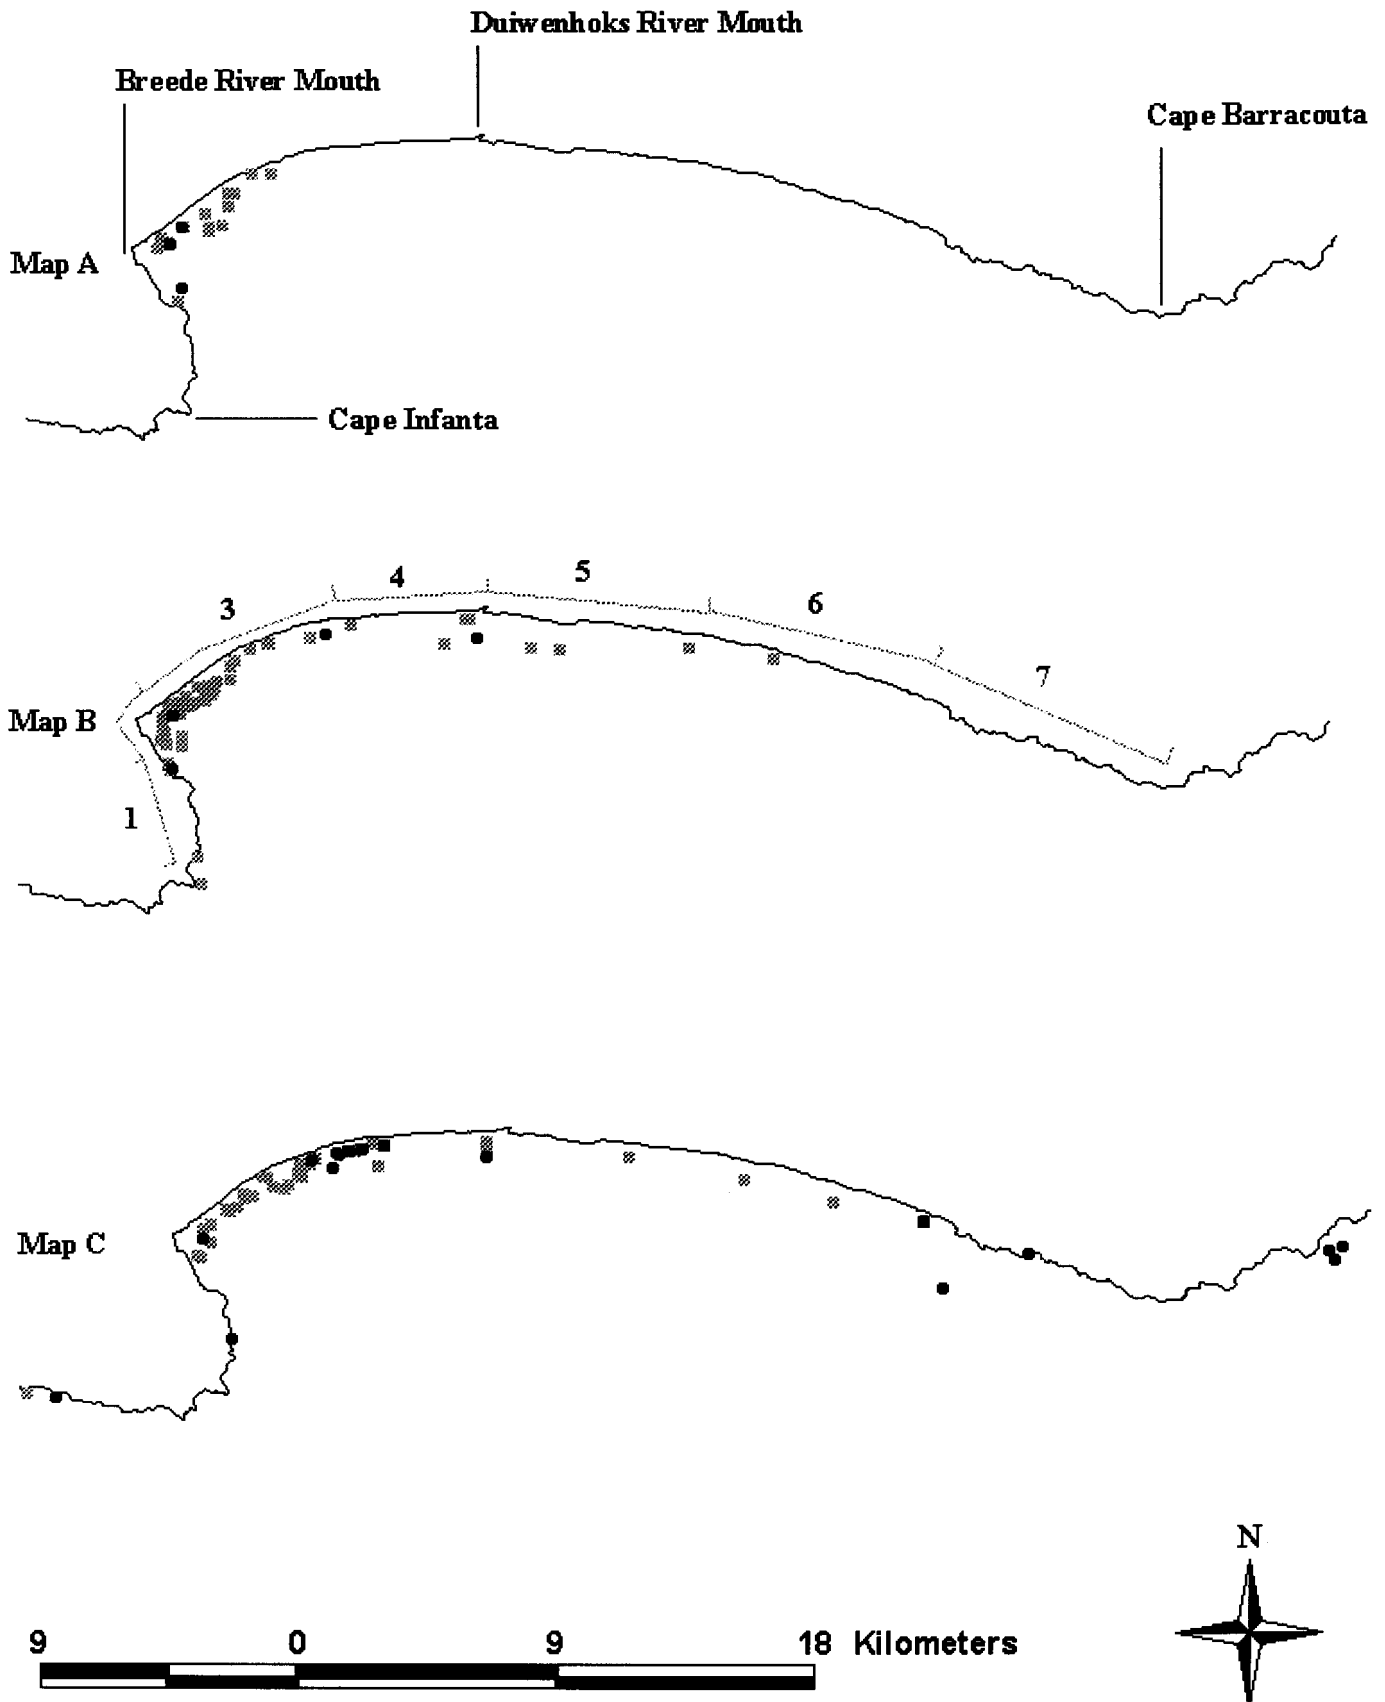 Duiwenhoks River Mouth
Breede River Mouth
Cape Barracouta
Map A
Cape Infanta
4 5
3 6
7
Map B
1
Map C
N
9 0 9 18 Kilometers